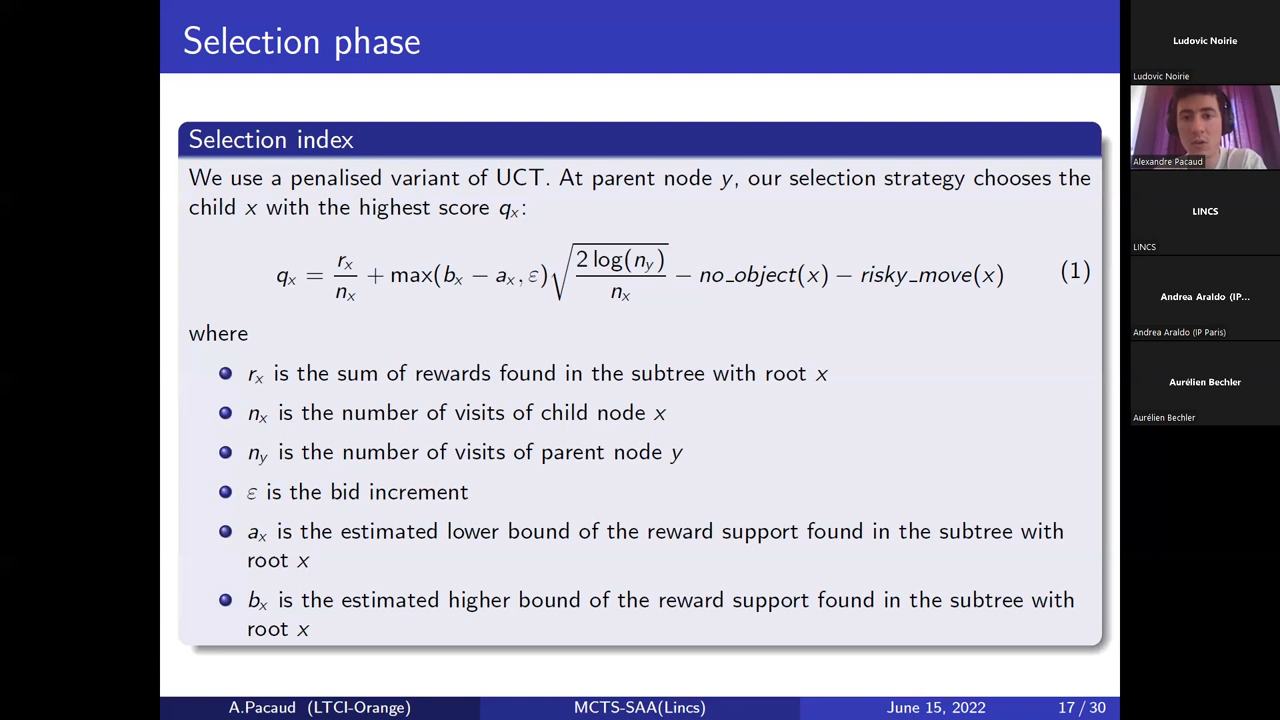 Selection phase
Selection index
We use a penalised variant of UCT. At parent node y, our selection strategy chooses the
child x with the highest score q_x:
q_x = r_x/n_x + max(b_x − a_x, ε)√(2 log(n_y)/n_x) − no_object(x) − risky_move(x) (1)
where
r_x is the sum of rewards found in the subtree with root x
n_x is the number of visits of child node x
n_y is the number of visits of parent node y
ε is the bid increment
a_x is the estimated lower bound of the reward support found in the subtree with
root x
b_x is the estimated higher bound of the reward support found in the subtree with
root x
A.Pacaud (LTCI-Orange) MCTS-SAA(Lincs) June 15, 2022 17 / 30
Ludovic Noirie
Ludovic Noirie
Alexandre Pacaud
LINCS
LINCS
Andrea Araldo (IP...
Andrea Araldo (IP Paris)
Aurélien Bechler
Aurélien Bechler